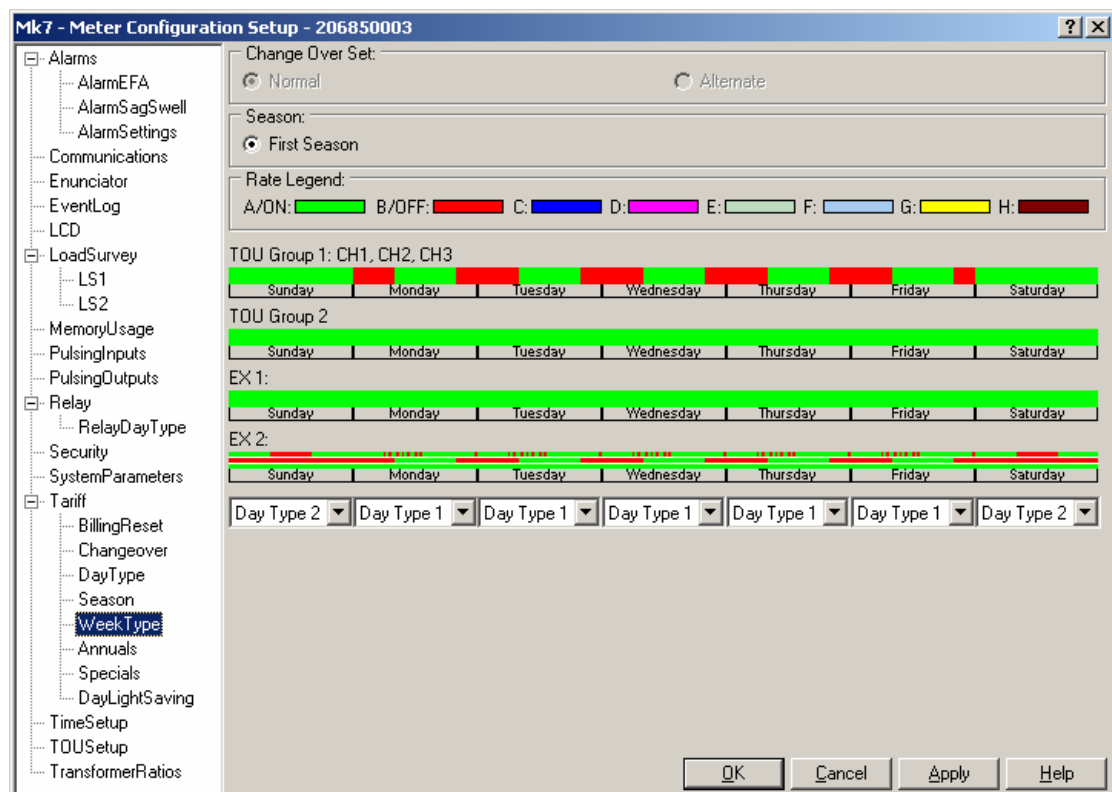 Mk7 - Meter Configuration Setup - 206850003
Alarms
AlarmEFA
AlarmSagSwell
AlarmSettings
Communications
Enunciator
EventLog
LCD
LoadSurvey
LS1
LS2
MemoryUsage
PulsingInputs
PulsingOutputs
Relay
RelayDayType
Security
SystemParameters
Tariff
BillingReset
Changeover
DayType
Season
WeekType
Annuals
Specials
DayLightSaving
TimeSetup
TOUSetup
TransformerRatios
Change Over Set:
Normal Alternate
Season:
First Season
Rate Legend:
A/ON: B/OFF: C: D: E: F: G: H:
TOU Group 1: CH1, CH2, CH3
Sunday Monday Tuesday Wednesday Thursday Friday Saturday
TOU Group 2
Sunday Monday Tuesday Wednesday Thursday Friday Saturday
EX 1:
Sunday Monday Tuesday Wednesday Thursday Friday Saturday
EX 2:
Sunday Monday Tuesday Wednesday Thursday Friday Saturday
Day Type 2 Day Type 1 Day Type 1 Day Type 1 Day Type 1 Day Type 1 Day Type 2
OK Cancel Apply Help